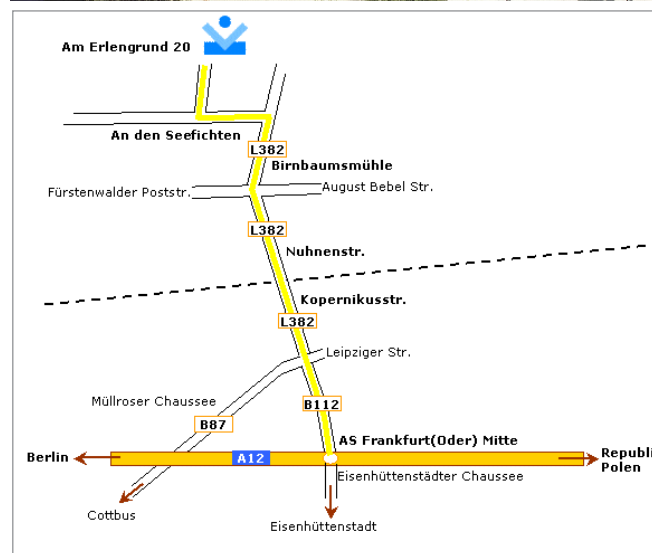 Am Erlengrund 20
An den Seefichten
L382
Birnbaumsmühle
Fürstenwalder Poststr.
August Bebel Str.
L382
Nuhnenstr.
Kopernikusstr.
L382
Leipziger Str.
Müllroser Chaussee
B112
B87
AS Frankfurt(Oder) Mitte
Berlin
A12
Republi
Polen
Eisenhüttenstädter Chaussee
Cottbus
Eisenhüttenstadt